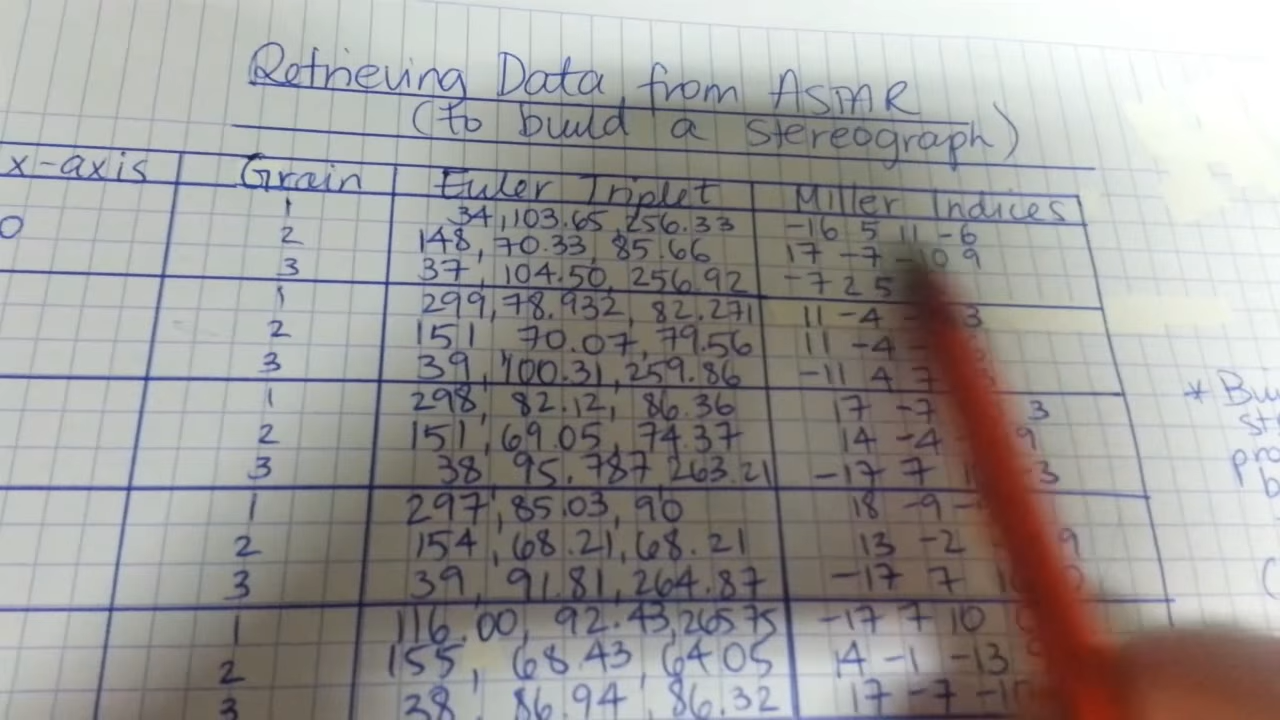 Retrieving Data from ASTAR
(to build a stereograph)
x-axis Grain Euler Triplet Miller Indices
0 1 34, 103.65, 256.33 -16 5 11 -6
2 148, 70.33, 85.66 17 -7 -10 9
3 37, 104.50, 256.92 -7 2 5
1 299, 78.932, 82.271 11 -4 3
2 151 70.07, 79.56 11 -4
3 39, 100.31, 259.86 -11 4 7
1 298, 82.12, 86.36 17 -7 3
2 151, 69.05, 74.37 14 -4 9
3 38 95.787, 263.21 -17 7 -3
1 297, 85.03, 90 18 -9
2 154, 68.21, 68.21 13 -2 9
3 39, 91.81, 264.87 -17 7
1 116.00, 92.43, 265.75 -17 7 10
2 155, 68.43, 64.05 14 -1 -13
3 38, 86.94, 86.32 17 -7
*